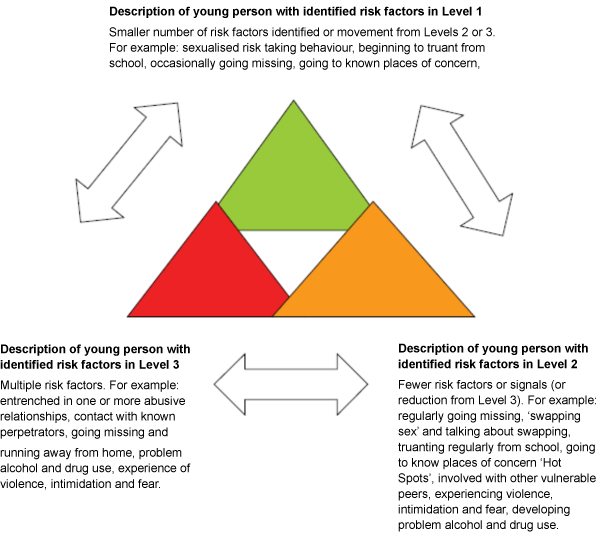 Description of young person with identified risk factors in Level 1
Smaller number of risk factors identified or movement from Levels 2 or 3.
For example: sexualised risk taking behaviour, beginning to truant from
school, occasionally going missing, going to known places of concern,
Description of young person with
identified risk factors in Level 3
Multiple risk factors. For example:
entrenched in one or more abusive
relationships, contact with known
perpetrators, going missing and
running away from home, problem
alcohol and drug use, experience of
violence, intimidation and fear.
Description of young person with
identified risk factors in Level 2
Fewer risk factors or signals (or
reduction from Level 3). For example:
regularly going missing, ‘swapping
sex’ and talking about swapping,
truanting regularly from school, going
to know places of concern ‘Hot
Spots’, involved with other vulnerable
peers, experiencing violence,
intimidation and fear, developing
problem alcohol and drug use.